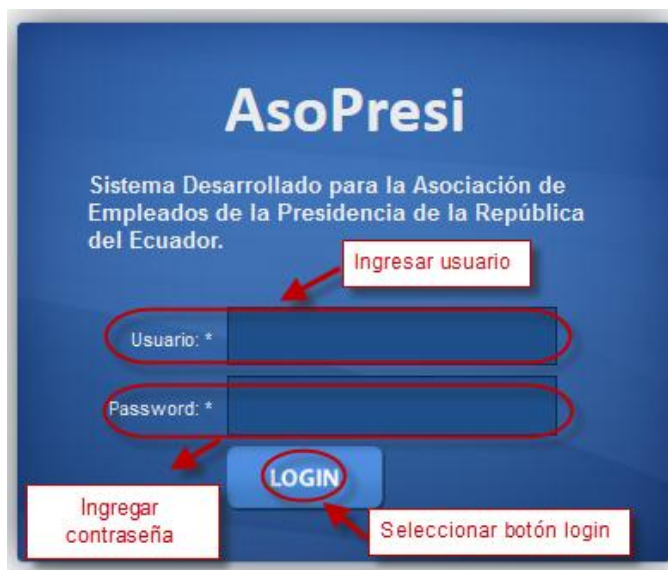 AsoPresi
Sistema Desarrollado para la Asociación de
Empleados de la Presidencia de la República
del Ecuador.
Ingresar usuario
Usuario: *
Password: *
LOGIN
Ingregar
contraseña
Seleccionar botón login